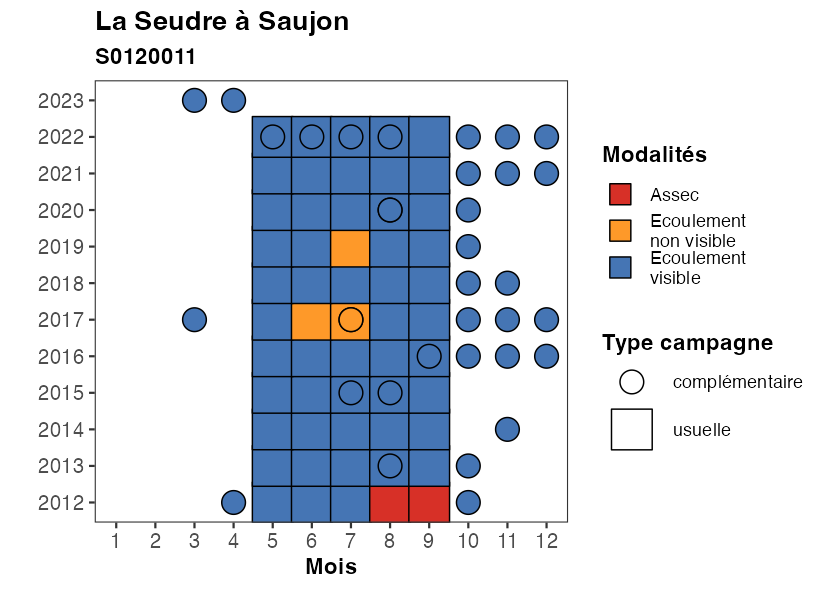 La Seudre à Saujon
S0120011
2023
2022
2021
2020
2019
2018
2017
2016
2015
2014
2013
2012
1 2 3 4 5 6 7 8 9 10 11 12
Mois
Modalités
Assec
Ecoulement
non visible
Ecoulement
visible
Type campagne
complémentaire
usuelle